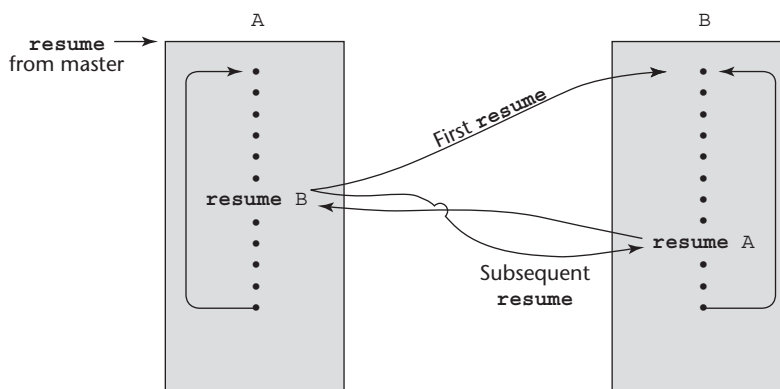 A
B
resume
from master
First resume
resume B
resume A
Subsequent
resume